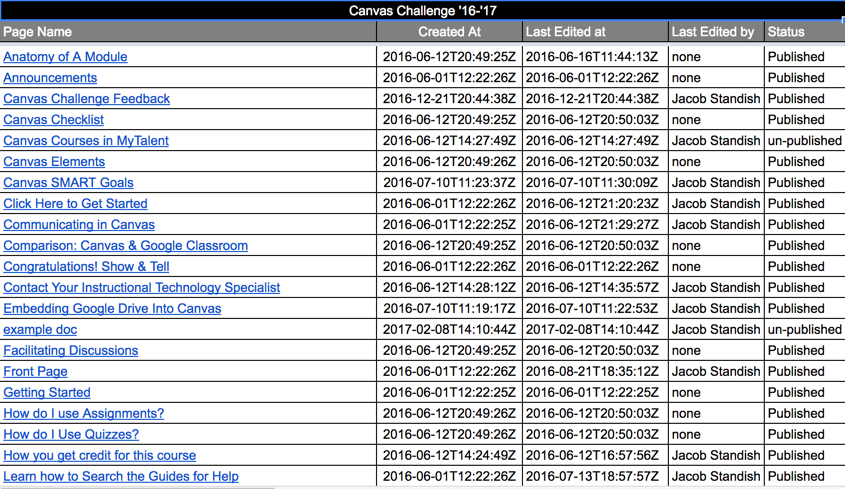 Canvas Challenge '16-'17
Page Name Created At Last Edited at Last Edited by Status
Anatomy of A Module 2016-06-12T20:49:25Z 2016-06-16T11:44:13Z none Published
Announcements 2016-06-01T12:22:26Z 2016-06-01T12:22:26Z none Published
Canvas Challenge Feedback 2016-12-21T20:44:38Z 2016-12-21T20:44:38Z Jacob Standish Published
Canvas Checklist 2016-06-12T20:49:25Z 2016-06-12T20:50:03Z none Published
Canvas Courses in MyTalent 2016-06-12T14:27:49Z 2016-06-12T14:27:49Z Jacob Standish un-published
Canvas Elements 2016-06-12T20:49:26Z 2016-06-12T20:50:03Z none Published
Canvas SMART Goals 2016-07-10T11:23:37Z 2016-07-10T11:30:09Z Jacob Standish Published
Click Here to Get Started 2016-06-01T12:22:26Z 2016-06-12T21:20:23Z Jacob Standish Published
Communicating in Canvas 2016-06-01T12:22:25Z 2016-06-12T21:29:27Z Jacob Standish Published
Comparison: Canvas & Google Classroom 2016-06-12T20:49:25Z 2016-06-12T20:50:03Z none Published
Congratulations! Show & Tell 2016-06-01T12:22:26Z 2016-06-01T12:22:26Z none Published
Contact Your Instructional Technology Specialist 2016-06-12T14:28:12Z 2016-06-12T14:35:57Z Jacob Standish Published
Embedding Google Drive Into Canvas 2016-07-10T11:19:17Z 2016-07-10T11:22:53Z Jacob Standish Published
example doc 2017-02-08T14:10:44Z 2017-02-08T14:10:44Z Jacob Standish un-published
Facilitating Discussions 2016-06-12T20:49:25Z 2016-06-12T20:50:03Z none Published
Front Page 2016-06-01T12:22:26Z 2016-08-21T18:35:12Z Jacob Standish Published
Getting Started 2016-06-01T12:22:25Z 2016-06-01T12:22:25Z none Published
How do I use Assignments? 2016-06-12T20:49:26Z 2016-06-12T20:50:03Z none Published
How do I Use Quizzes? 2016-06-12T20:49:26Z 2016-06-12T20:50:03Z none Published
How you get credit for this course 2016-06-12T14:24:49Z 2016-06-12T16:57:56Z Jacob Standish Published
Learn how to Search the Guides for Help 2016-06-01T12:22:26Z 2016-07-13T18:57:57Z Jacob Standish Published